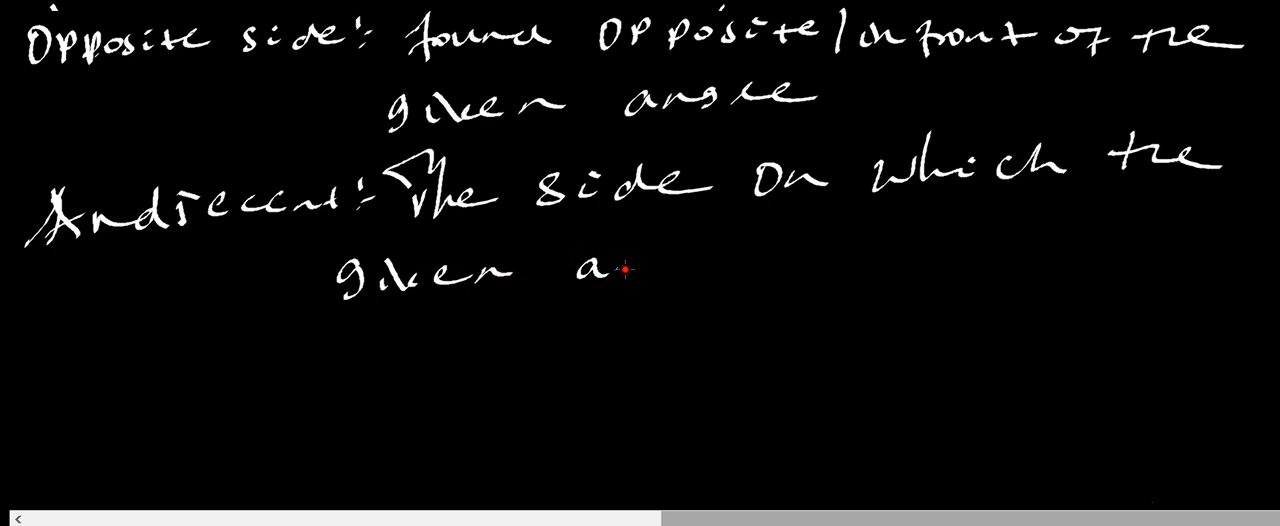 Opposite side: found opposite/in front of the
given angle
Andjecent: The side on which the
given a